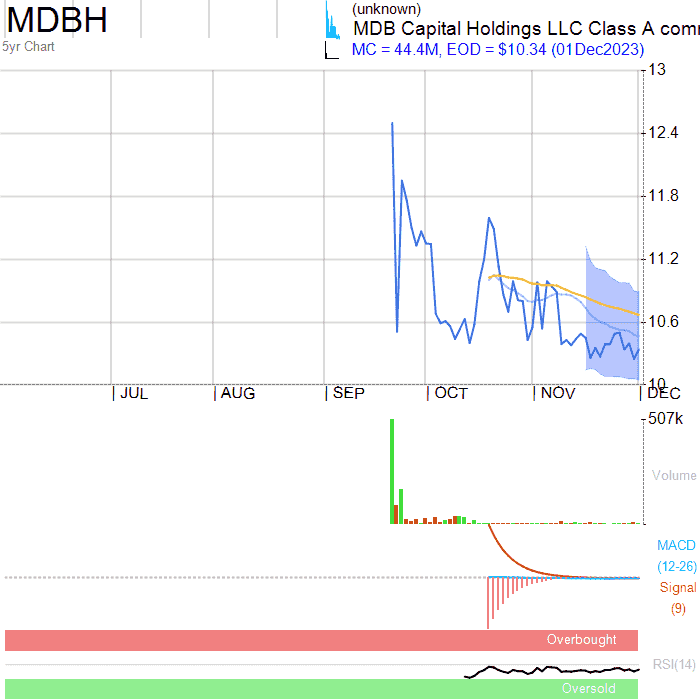 MDBH
(unknown)
MDB Capital Holdings LLC Class A com
5yr Chart
MC = 44.4M, EOD = $10.34 (01Dec2023)
13
12.4
11.8
11.2
10.6
10
JUL
AUG
SEP
OCT
NOV
DEC
507k
Volume
MACD
(12-26)
Signal
(9)
Overbought
RSI(14)
Oversold